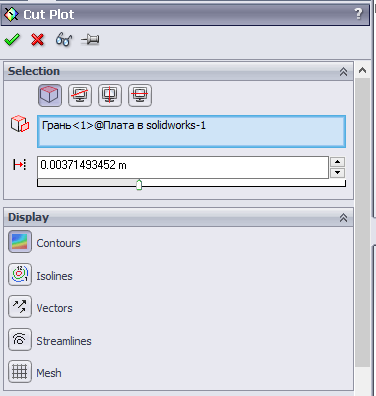 Cut Plot ?
Selection
Грань<1>@Плата в solidworks-1
0.00371493452 m
Display
Contours
Isolines
Vectors
Streamlines
Mesh